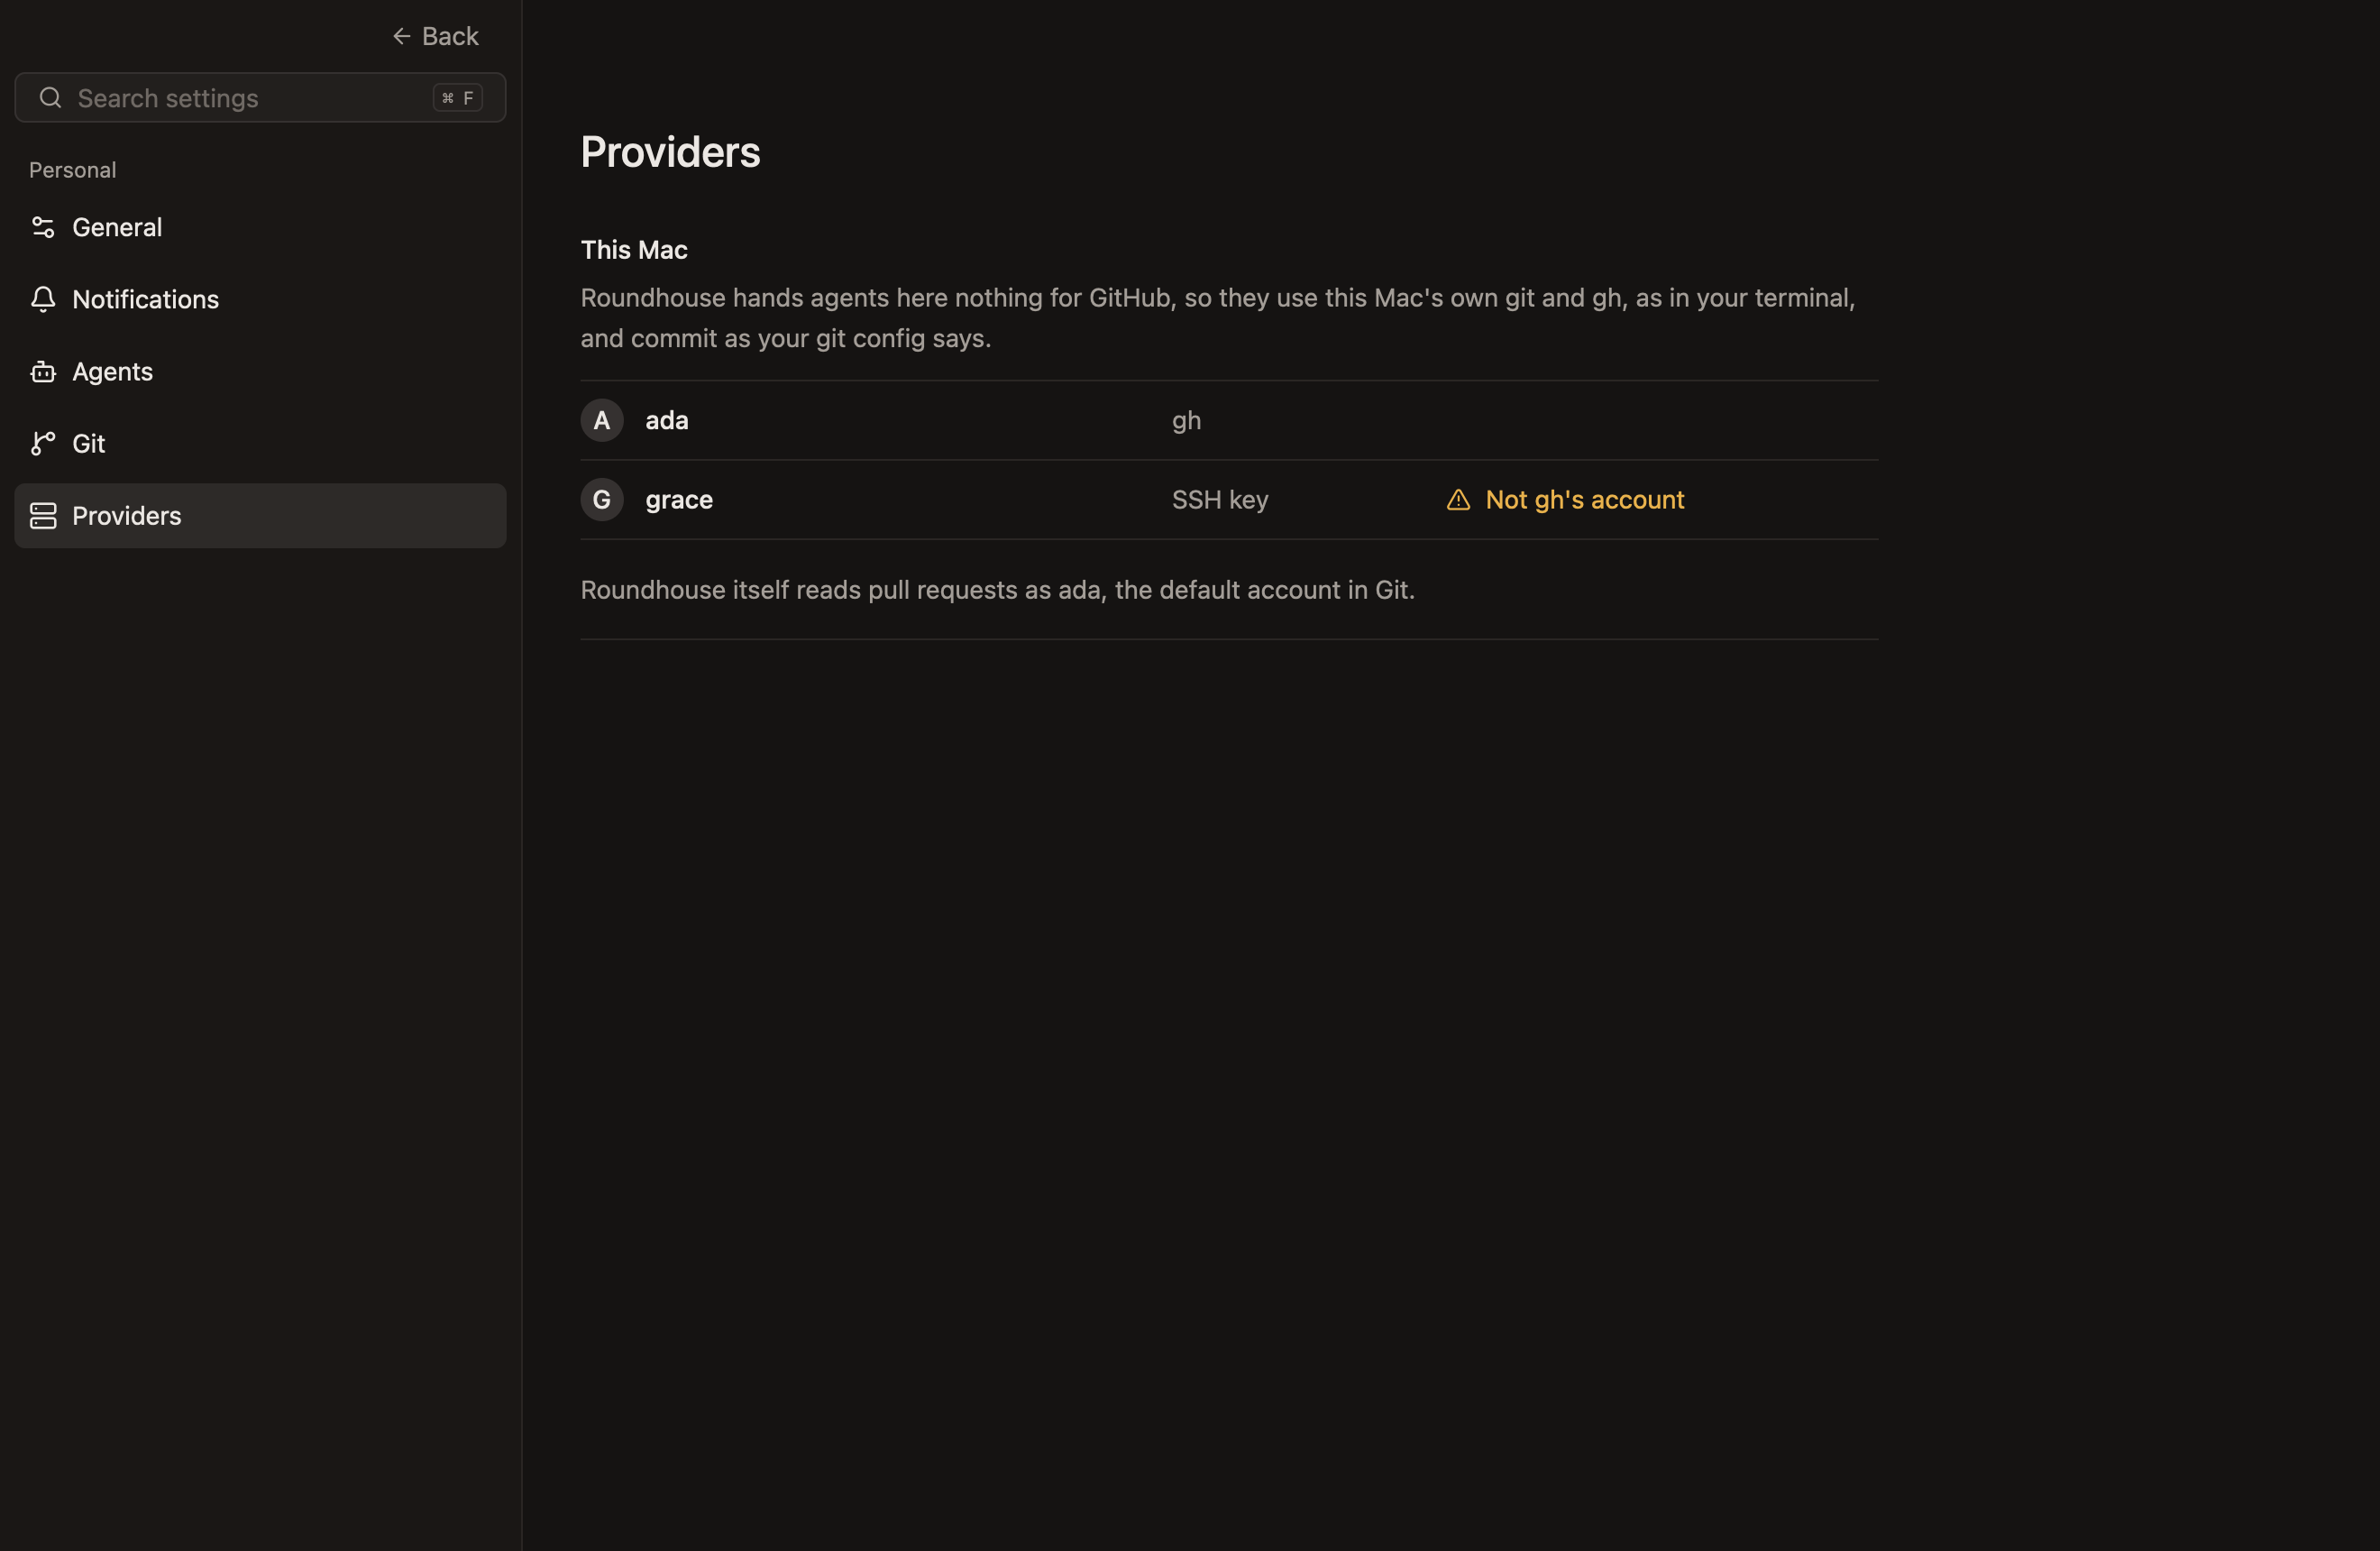 Back
Search settings
⌘ F
Personal
General
Notifications
Agents
Git
Providers
Providers
This Mac
Roundhouse hands agents here nothing for GitHub, so they use this Mac's own git and gh, as in your terminal,
and commit as your git config says.
A ada gh
G grace SSH key Not gh's account
Roundhouse itself reads pull requests as ada, the default account in Git.